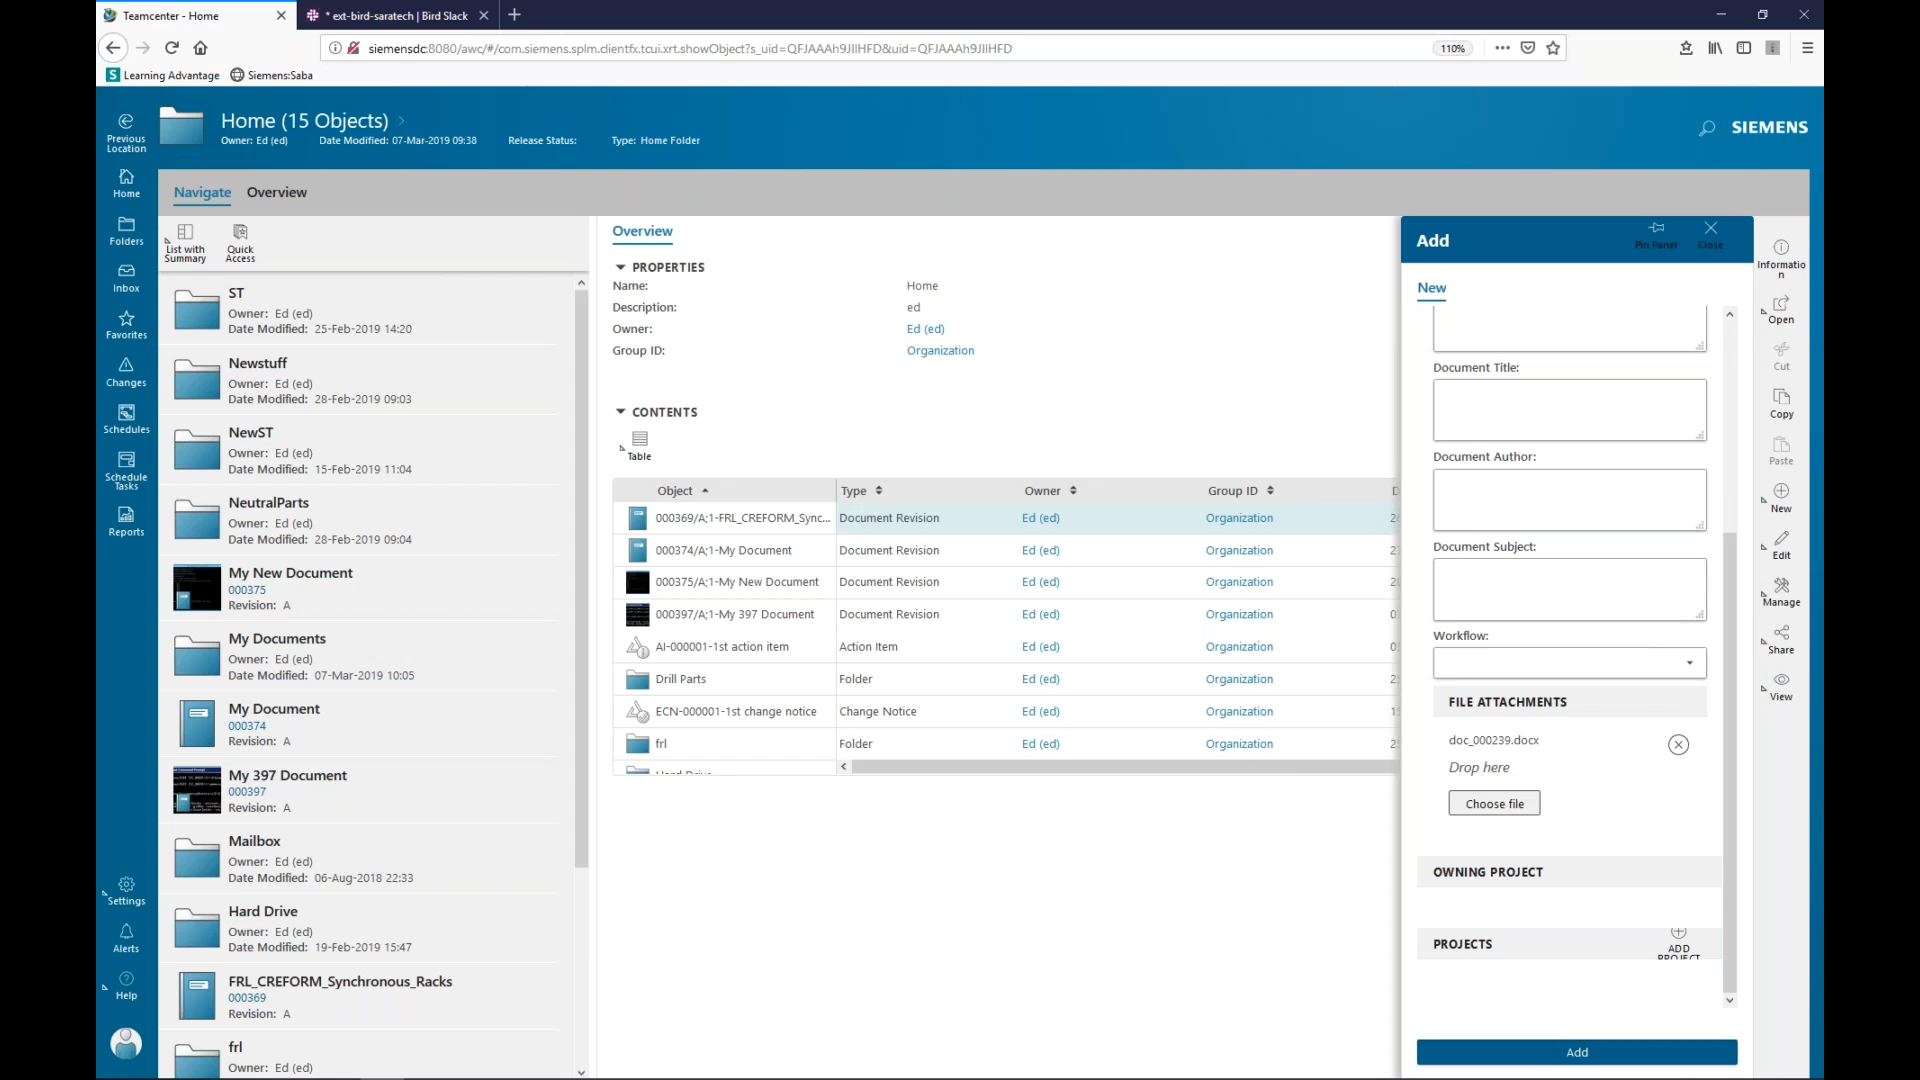 Teamcenter - Home
* ext-bird-saratech | Bird Slack
siemensdc:8080/awc/#/com.siemens.splm.clientfx.tcui.xrt.showObject?s_uid=QFJAAAh9JIIHFD&uid=QFJAAAh9JIIHFD
110%
S Learning Advantage
Siemens:Saba
Previous
Location
Home
Folders
Inbox
Favorites
Changes
Schedules
Schedule
Tasks
Reports
Settings
Alerts
Help
Home (15 Objects)
Owner: Ed (ed)
Date Modified: 07-Mar-2019 09:38
Release Status:
Type: Home Folder
SIEMENS
Navigate
Overview
List with
Summary
Quick
Access
ST
Owner: Ed (ed)
Date Modified: 25-Feb-2019 14:20
Newstuff
Owner: Ed (ed)
Date Modified: 28-Feb-2019 09:03
NewST
Owner: Ed (ed)
Date Modified: 15-Feb-2019 11:04
NeutralParts
Owner: Ed (ed)
Date Modified: 28-Feb-2019 09:04
My New Document
000375
Revision: A
My Documents
Owner: Ed (ed)
Date Modified: 07-Mar-2019 10:05
My Document
000374
Revision: A
My 397 Document
000397
Revision: A
Mailbox
Owner: Ed (ed)
Date Modified: 06-Aug-2018 22:33
Hard Drive
Owner: Ed (ed)
Date Modified: 19-Feb-2019 15:47
FRL_CREFORM_Synchronous_Racks
000369
Revision: A
frl
Owner: Ed (ed)
Overview
PROPERTIES
Name: Home
Description: ed
Owner: Ed (ed)
Group ID: Organization
CONTENTS
Table
Object Type Owner Group ID D
000369/A;1-FRL_CREFORM_Sync... Document Revision Ed (ed) Organization
000374/A;1-My Document Document Revision Ed (ed) Organization
000375/A;1-My New Document Document Revision Ed (ed) Organization
000397/A;1-My 397 Document Document Revision Ed (ed) Organization
AI-000001-1st action item Action Item Ed (ed) Organization
Drill Parts Folder Ed (ed) Organization
ECN-000001-1st change notice Change Notice Ed (ed) Organization
frl Folder Ed (ed) Organization
Hard Drive
Add
Pin Panel
Close
New
Document Title:
Document Author:
Document Subject:
Workflow:
FILE ATTACHMENTS
doc_000239.docx
Drop here
Choose file
OWNING PROJECT
PROJECTS
ADD
PROJECT
Add
Informatio
n
Open
Cut
Copy
Paste
New
Edit
Manage
Share
View